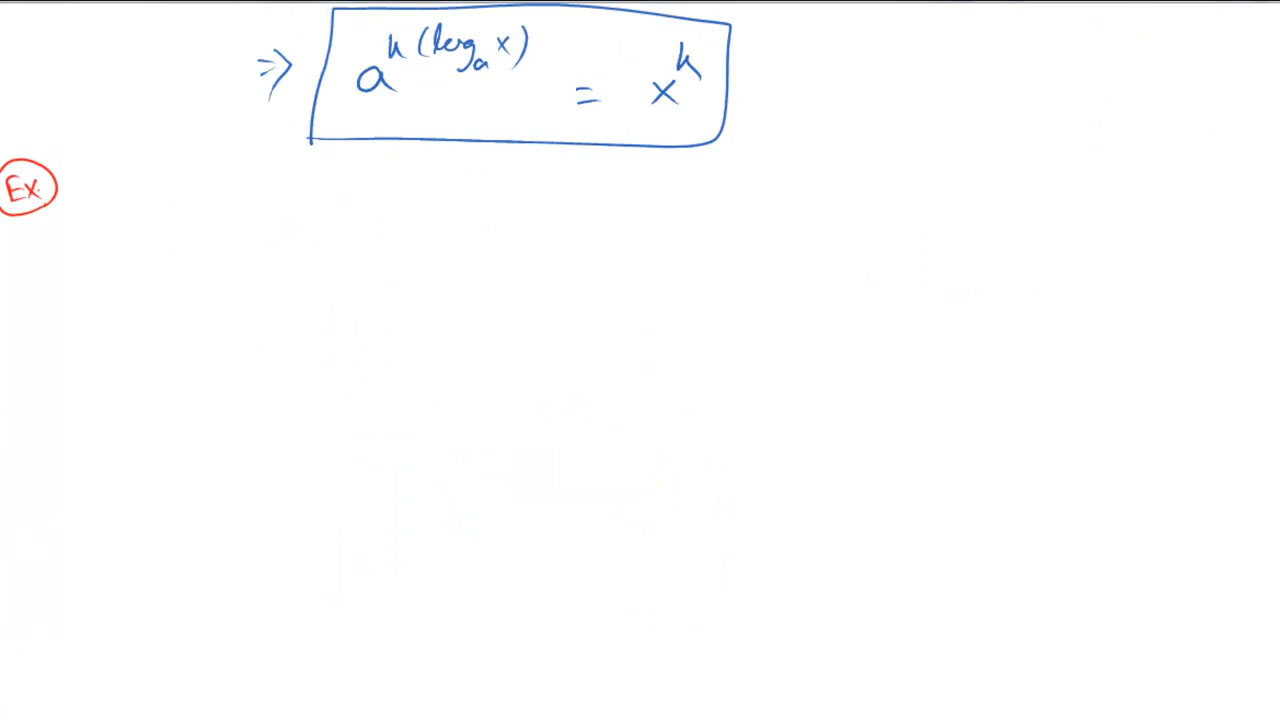 ⇒ a^{k(log_a x)} = x^k
Ex.